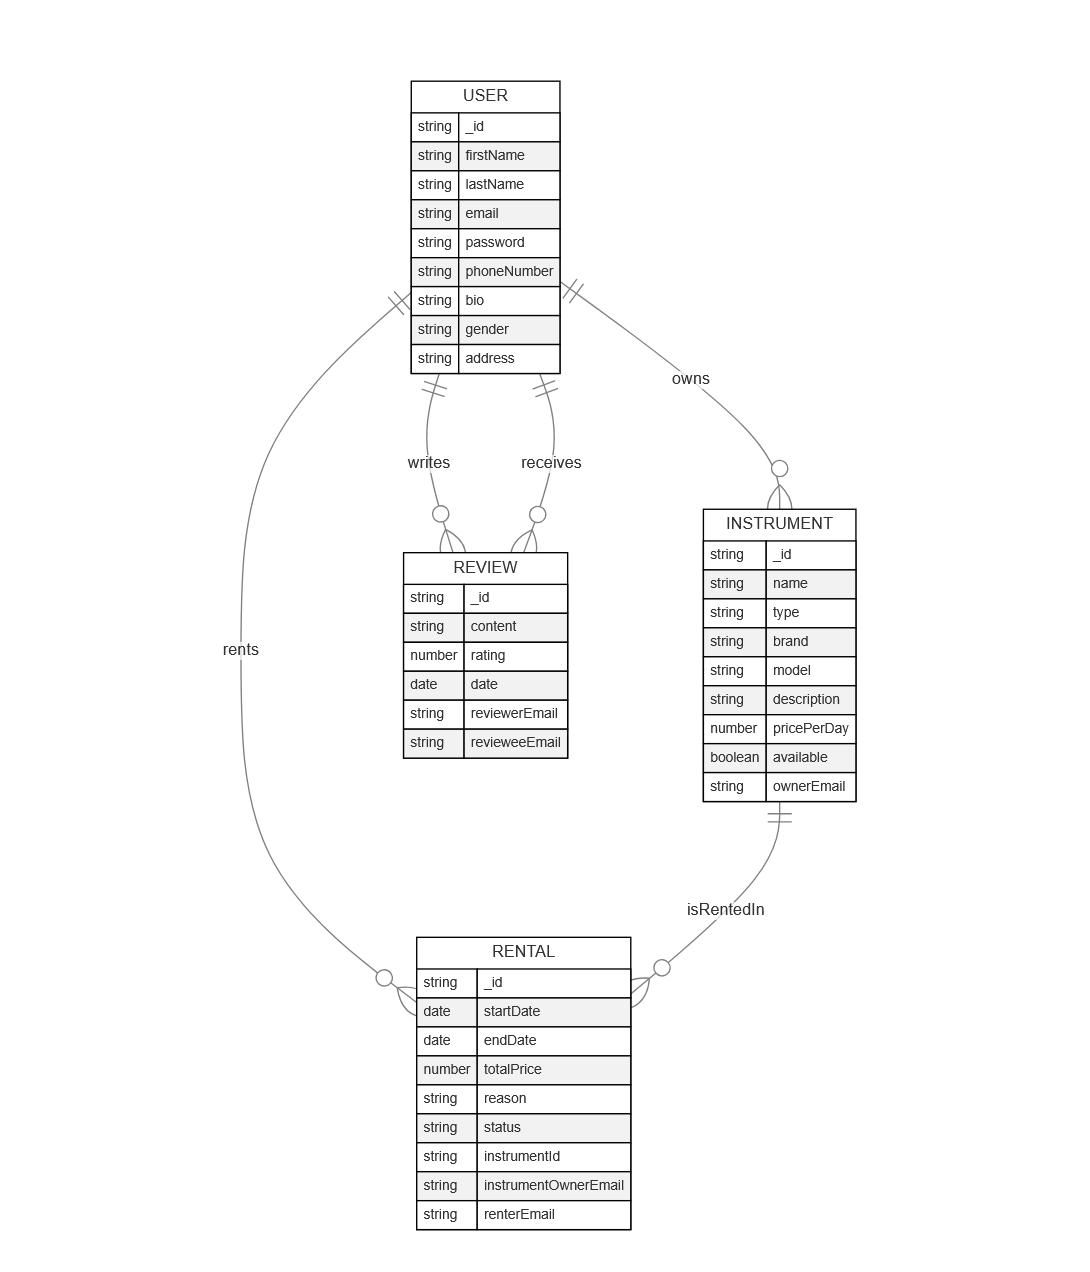 USER
string _id
string firstName
string lastName
string email
string password
string phoneNumber
string bio
string gender
string address
owns
writes
receives
rents
REVIEW
string _id
string content
number rating
date date
string reviewerEmail
string revieweeEmail
INSTRUMENT
string _id
string name
string type
string brand
string model
string description
number pricePerDay
boolean available
string ownerEmail
isRentedIn
RENTAL
string _id
date startDate
date endDate
number totalPrice
string reason
string status
string instrumentId
string instrumentOwnerEmail
string renterEmail